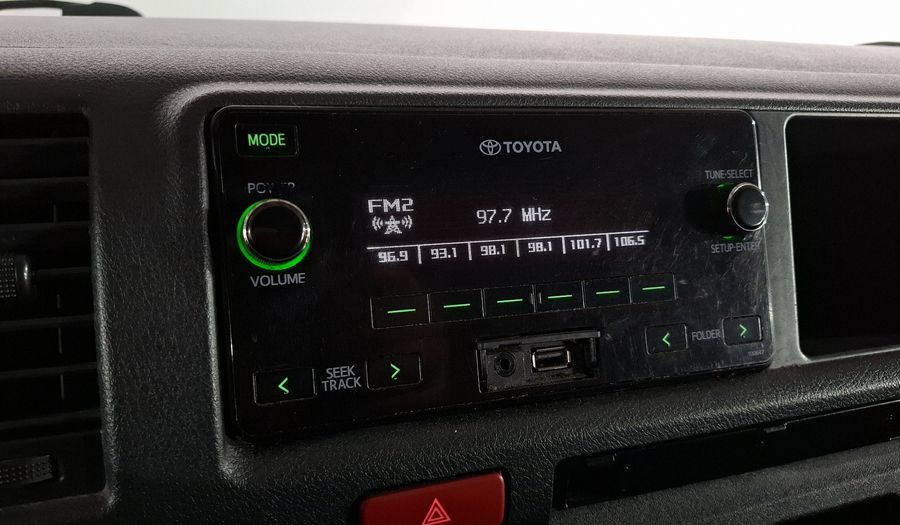 MODE
TOYOTA
POWER
TUNE-SELECT
FM2
97.7 MHz
96.9 93.1 98.1 98.1 101.7 106.5
SETUP-ENTER
VOLUME
SEEK
TRACK
FOLDER